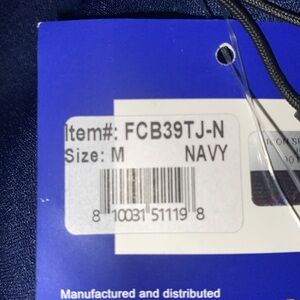 Item#: FCB39TJ-N
Size: M NAVY
8 10031 51119 8
Manufactured and distributed